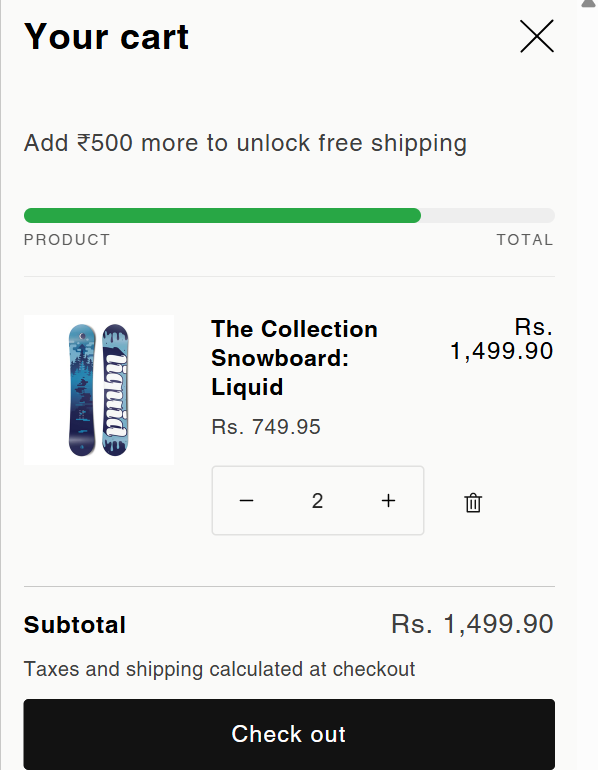 Your cart
Add ₹500 more to unlock free shipping
PRODUCT
TOTAL
The Collection
Snowboard:
Liquid
Rs. 749.95
Rs.
1,499.90
liquid
− 2 +
Subtotal
Rs. 1,499.90
Taxes and shipping calculated at checkout
Check out